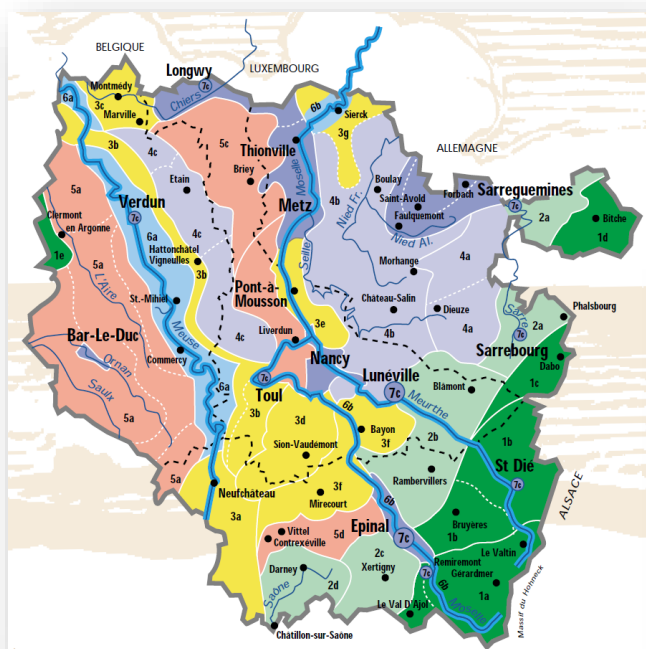 BELGIQUE
Longwy
LUXEMBOURG
7c
Montmédy
6a
3c
Marville
Chiers
6b
Sierck
3b
4c
5c
3g
Thionville
ALLEMAGNE
Etain
Briey
Moselle
Boulay
Saint-Avold
Forbach
Sarreguemines
7c
5a
Verdun
7c
Metz
4b
Nied Fr.
Faulquemont
2a
Bitche
1d
Clermont
en Argonne
6a
4c
Nied Al.
Hattonchâtel
Vigneulles
3b
Seille
4a
1e
5a
Morhange
L'Aire
Pont-à-
Mousson
St.-Mihiel
Château-Salin
Dieuze
Sarre
Phalsbourg
2a
Bar-Le-Duc
Meuse
3e
4a
7c
Liverdun
4b
Sarrebourg
Ornan
Commercy
4c
Nancy
Dabo
Saulx
Lunéville
1c
6a
7c
Toul
7c
Blâmont
Meurthe
5a
3b
3d
6b
Bayon
2b
1b
3f
Sion-Vaudémont
St Dié
5a
Rambervillers
7c
Neufchâteau
3f
6b
3a
Mirecourt
ALSACE
Epinal
Bruyères
Vittel
Contrexéville
5d
7c
1b
Le Valtin
2c
Remiremont
Gérardmer
Darney
Xertigny
7c
2d
6b
1a
Saône
Le Val D'Ajol
Moselle
Massif du Hohneck
Châtillon-sur-Saône